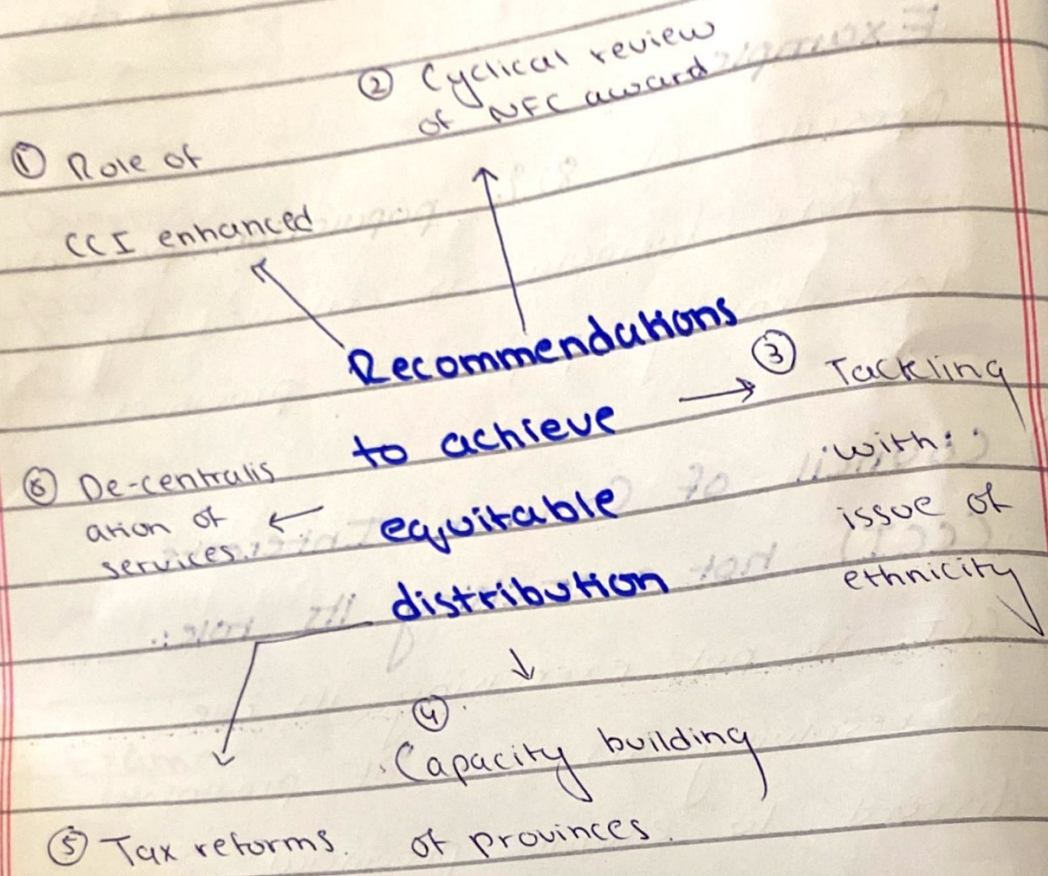 ② Cyclical review
of NFC award
① Role of
CCI enhanced
Recommendations
to achieve
equitable
distribution
③ Tackling
with
issue of
ethnicity
⑥ De-centralis
ation of
services.
④
Capacity building
of provinces.
⑤ Tax reforms.